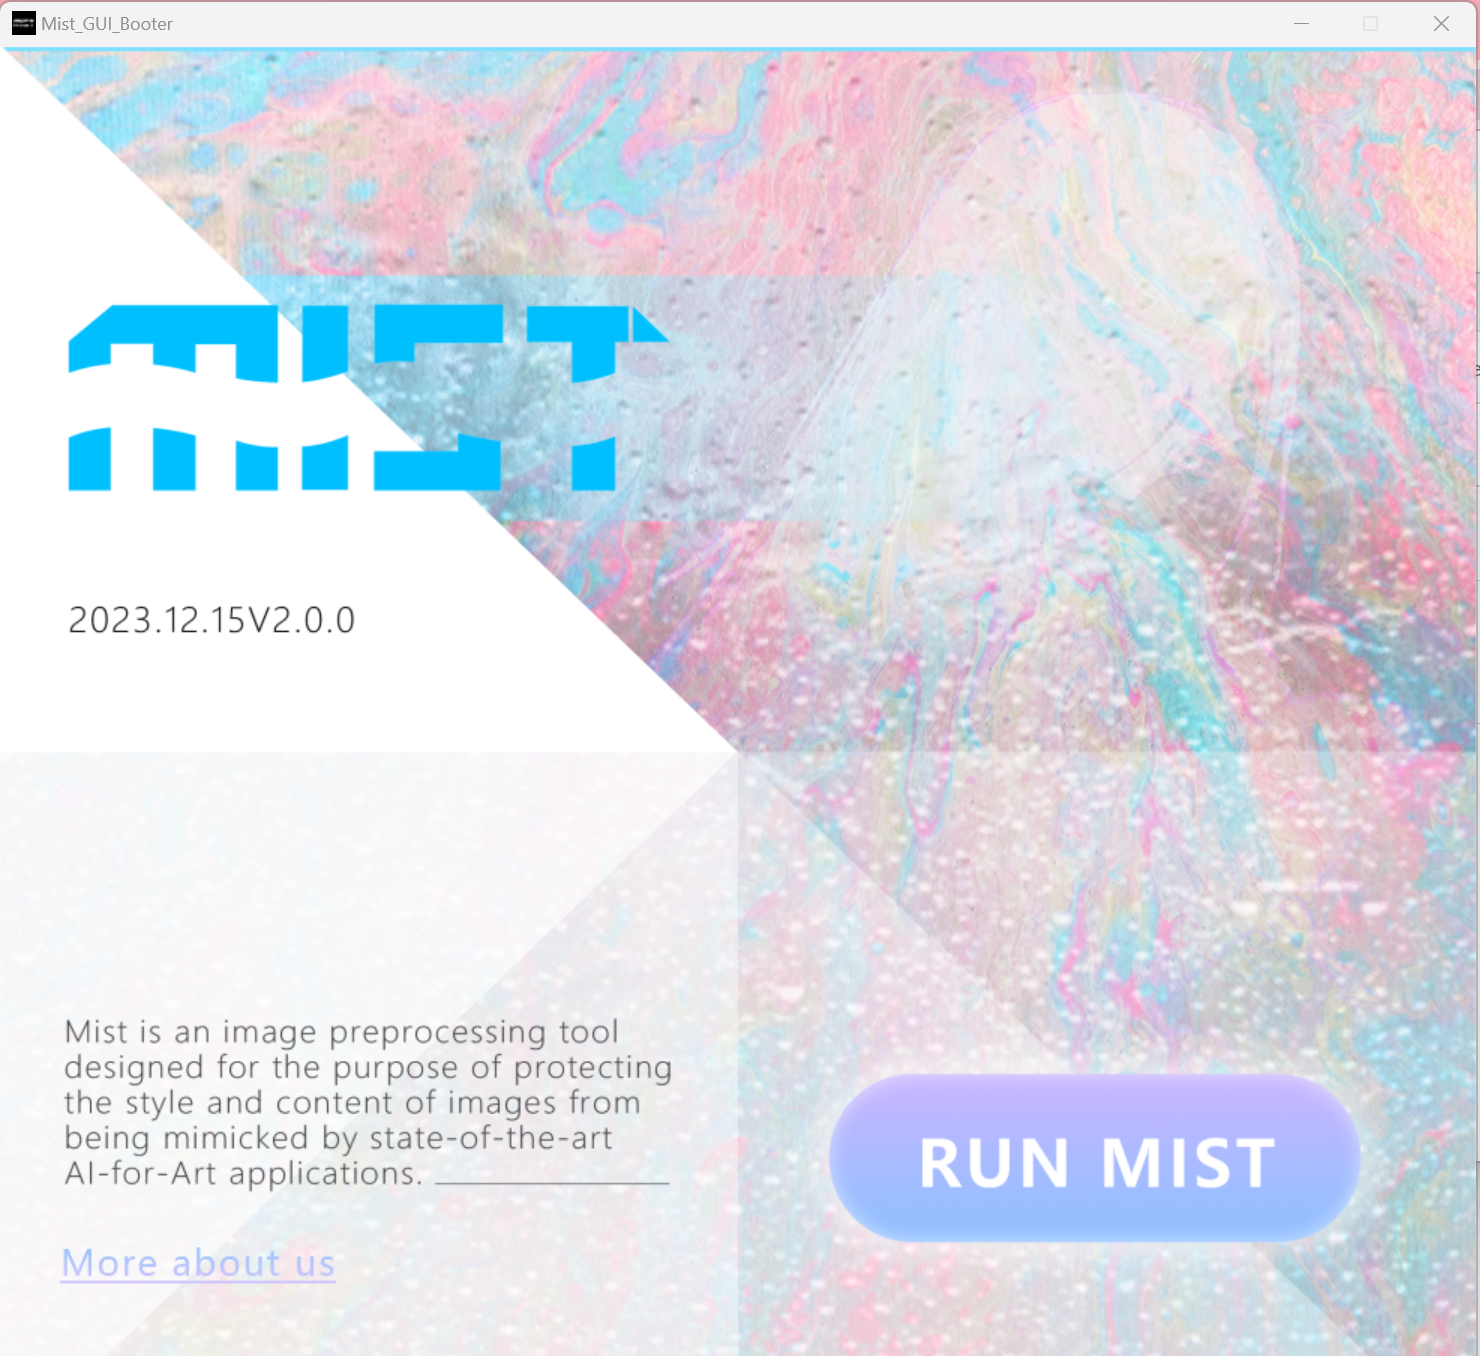 Mist_GUI_Booter
MIST
2023.12.15V2.0.0
Mist is an image preprocessing tool
designed for the purpose of protecting
the style and content of images from
being mimicked by state-of-the-art
AI-for-Art applications.
More about us
RUN MIST